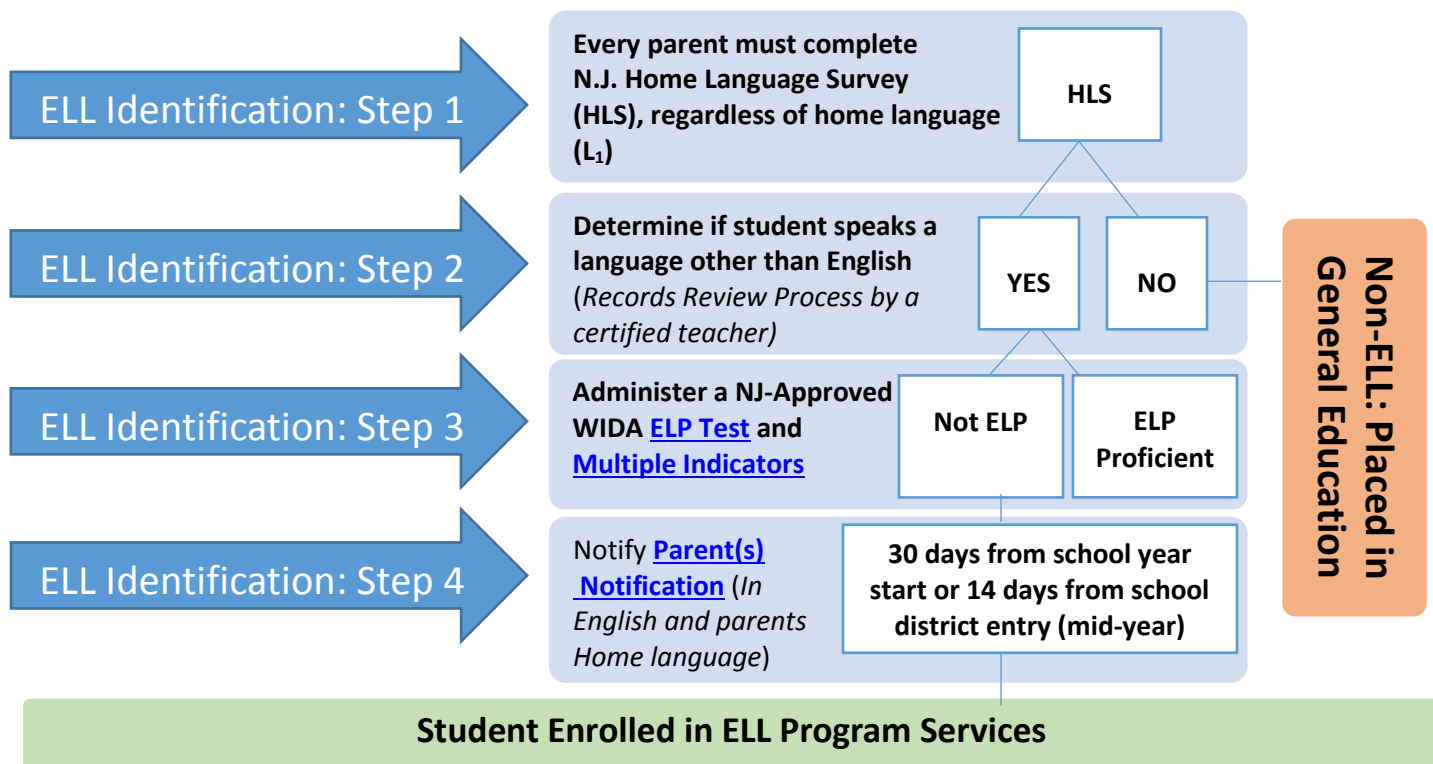 ELL Identification: Step 1
Every parent must complete
N.J. Home Language Survey
(HLS), regardless of home language
(L₁)
HLS
ELL Identification: Step 2
Determine if student speaks a
language other than English
(Records Review Process by a
certified teacher)
YES
NO
Non-ELL: Placed in
General Education
ELL Identification: Step 3
Administer a NJ-Approved
WIDA ELP Test and
Multiple Indicators
Not ELP
ELP
Proficient
ELL Identification: Step 4
Notify Parent(s)
Notification (In
English and parents
Home language)
30 days from school year
start or 14 days from school
district entry (mid-year)
Student Enrolled in ELL Program Services